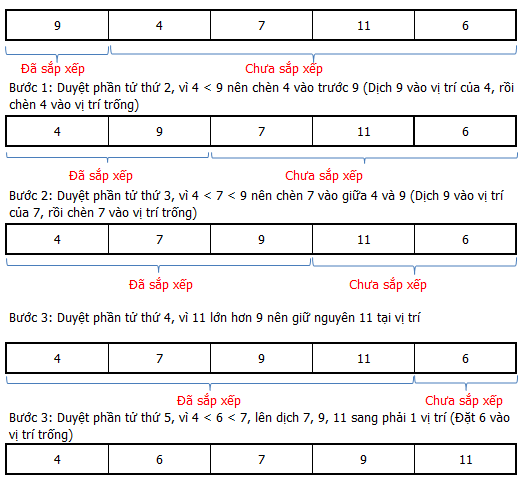 9 4 7 11 6
Đã sắp xếp Chưa sắp xếp
Bước 1: Duyệt phần tử thứ 2, vì 4 < 9 nên chèn 4 vào trước 9 (Dịch 9 vào vị trí của 4, rồi
chèn 4 vào vị trí trống)
4 9 7 11 6
Đã sắp xếp Chưa sắp xếp
Bước 2: Duyệt phần tử thứ 3, vì 4 < 7 < 9 nên chèn 7 vào giữa 4 và 9 (Dịch 9 vào vị trí
của 7, rồi chèn 7 vào vị trí trống)
4 7 9 11 6
Đã sắp xếp Chưa sắp xếp
Bước 3: Duyệt phần tử thứ 4, vì 11 lớn hơn 9 nên giữ nguyên 11 tại vị trí
4 7 9 11 6
Đã sắp xếp Chưa sắp xếp
Bước 3: Duyệt phần tử thứ 5, vì 4 < 6 < 7, lên dịch 7, 9, 11 sang phải 1 vị trí (Đặt 6 vào
vị trí trống)
4 6 7 9 11